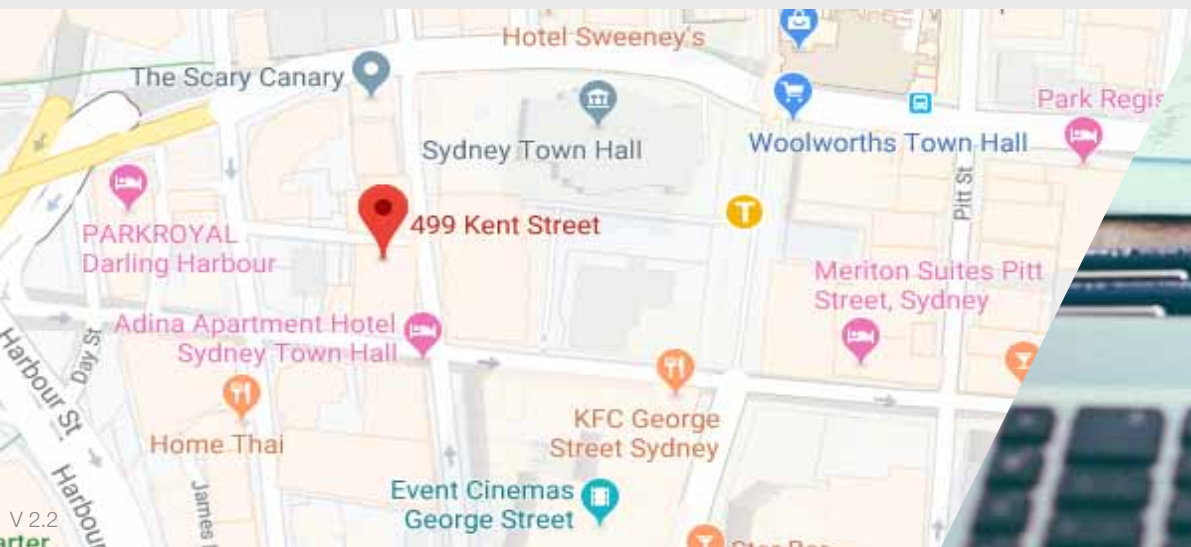 Hotel Sweeney's
The Scary Canary
Park Regis
Sydney Town Hall
Woolworths Town Hall
Pitt St
T
499 Kent Street
PARKROYAL
Darling Harbour
Meriton Suites Pitt
Street, Sydney
Adina Apartment Hotel
Sydney Town Hall
Day St
Harbour St
KFC George
Street Sydney
Home Thai
Event Cinemas
George Street
James
Harbour
V 2.2